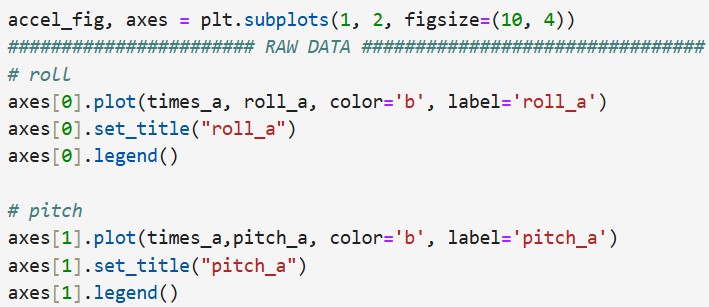 accel_fig, axes = plt.subplots(1, 2, figsize=(10, 4))
####################### RAW DATA ################################
# roll
axes[0].plot(times_a, roll_a, color='b', label='roll_a')
axes[0].set_title("roll_a")
axes[0].legend()

# pitch
axes[1].plot(times_a,pitch_a, color='b', label='pitch_a')
axes[1].set_title("pitch_a")
axes[1].legend()